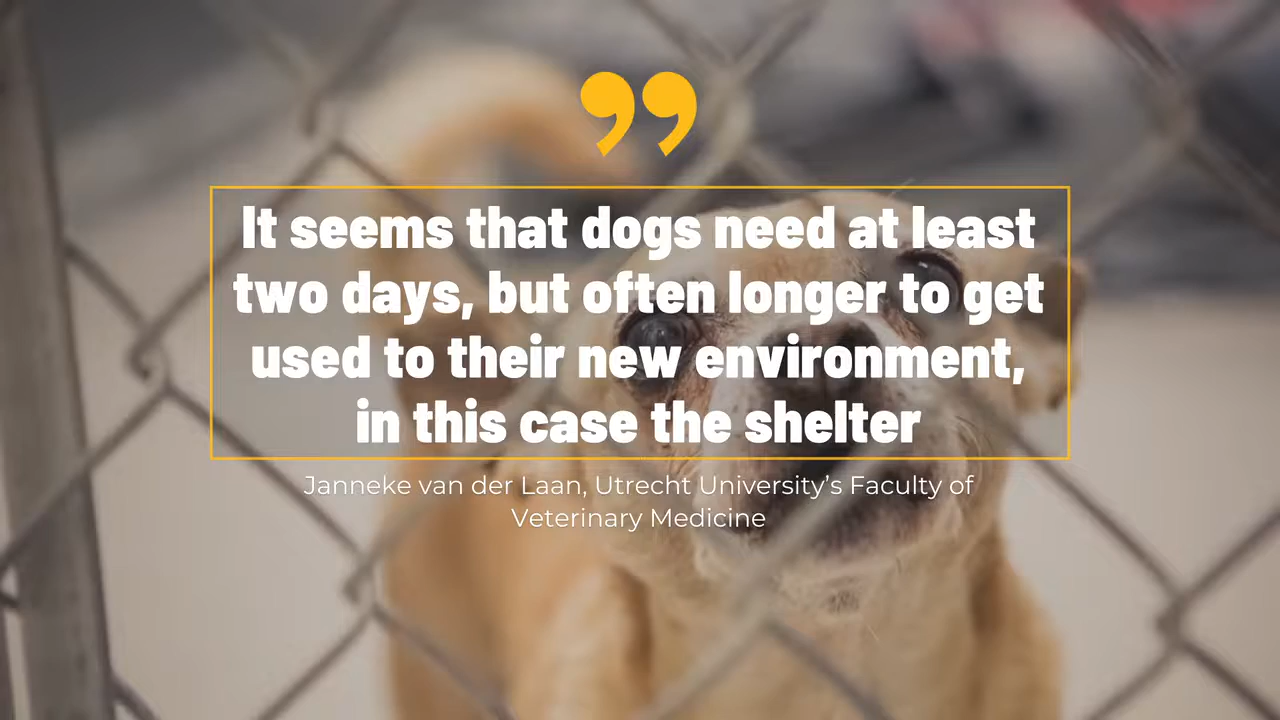 ”
It seems that dogs need at least
two days, but often longer to get
used to their new environment,
in this case the shelter
Janneke van der Laan, Utrecht University’s Faculty of
Veterinary Medicine